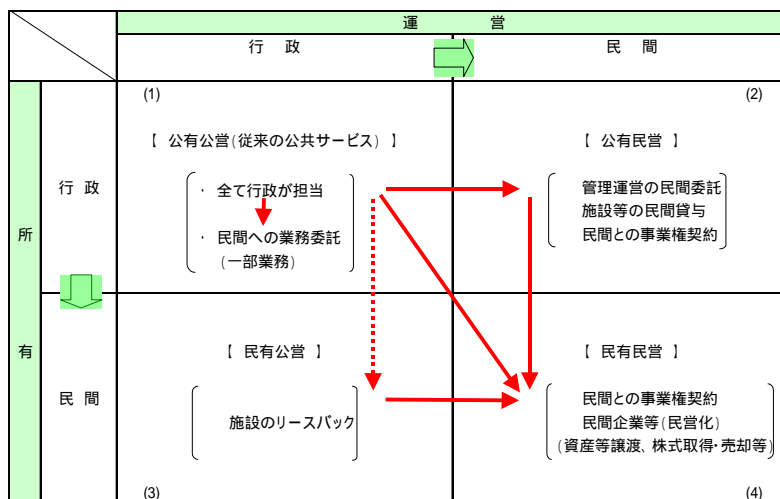 運 営
行 政
民 間
所 有
行 政
民 間
(1)
【 公有公営(従来の公共サービス) 】
・ 全て行政が担当
・ 民間への業務委託
(一部業務)
(2)
【 公有民営 】
管理運営の民間委託
施設等の民間貸与
民間との事業権契約
【 民有公営 】
施設のリースバック
(3)
【 民有民営 】
民間との事業権契約
民間企業等(民営化)
(資産等譲渡、株式取得・売却等)
(4)